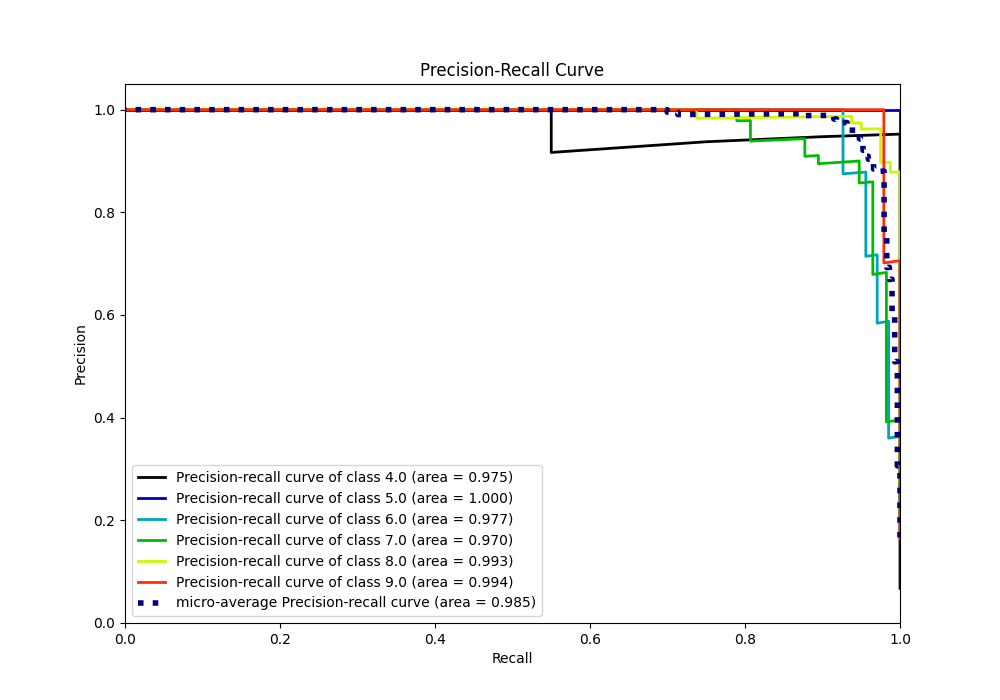 Precision-Recall Curve
1.0
0.8
0.6
0.4
0.2
0.0
Precision
Precision-recall curve of class 4.0 (area = 0.975)
Precision-recall curve of class 5.0 (area = 1.000)
Precision-recall curve of class 6.0 (area = 0.977)
Precision-recall curve of class 7.0 (area = 0.970)
Precision-recall curve of class 8.0 (area = 0.993)
Precision-recall curve of class 9.0 (area = 0.994)
micro-average Precision-recall curve (area = 0.985)
0.0 0.2 0.4 0.6 0.8 1.0
Recall